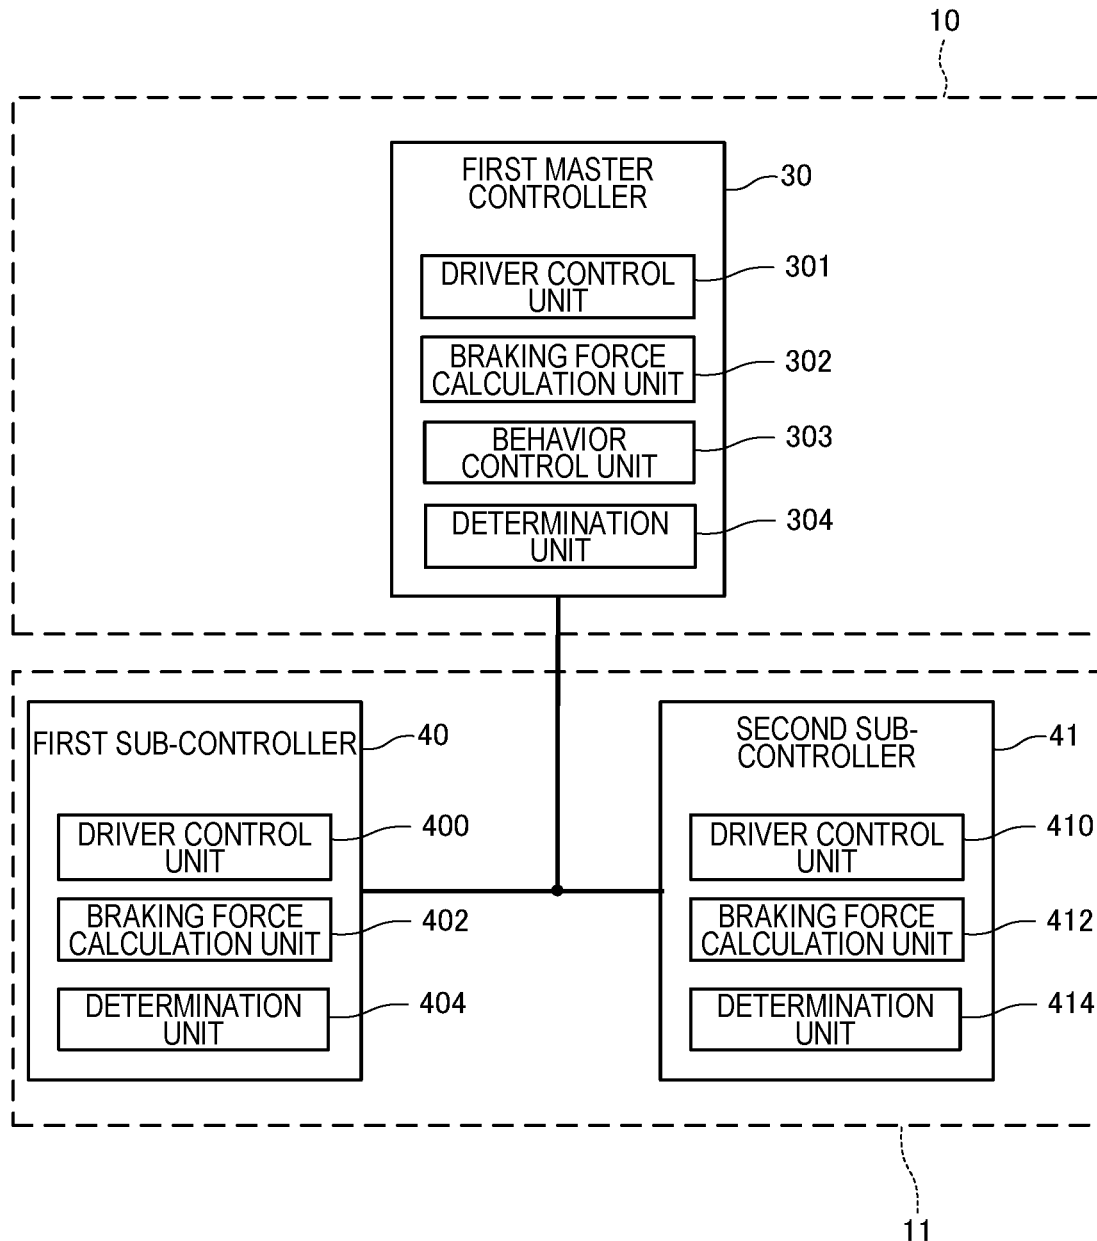 10
FIRST MASTER
CONTROLLER
30
DRIVER CONTROL
UNIT
301
BRAKING FORCE
CALCULATION UNIT
302
BEHAVIOR
CONTROL UNIT
303
DETERMINATION
UNIT
304
FIRST SUB-CONTROLLER
40
DRIVER CONTROL
UNIT
400
BRAKING FORCE
CALCULATION UNIT
402
DETERMINATION
UNIT
404
SECOND SUB-
CONTROLLER
41
DRIVER CONTROL
UNIT
410
BRAKING FORCE
CALCULATION UNIT
412
DETERMINATION
UNIT
414
11